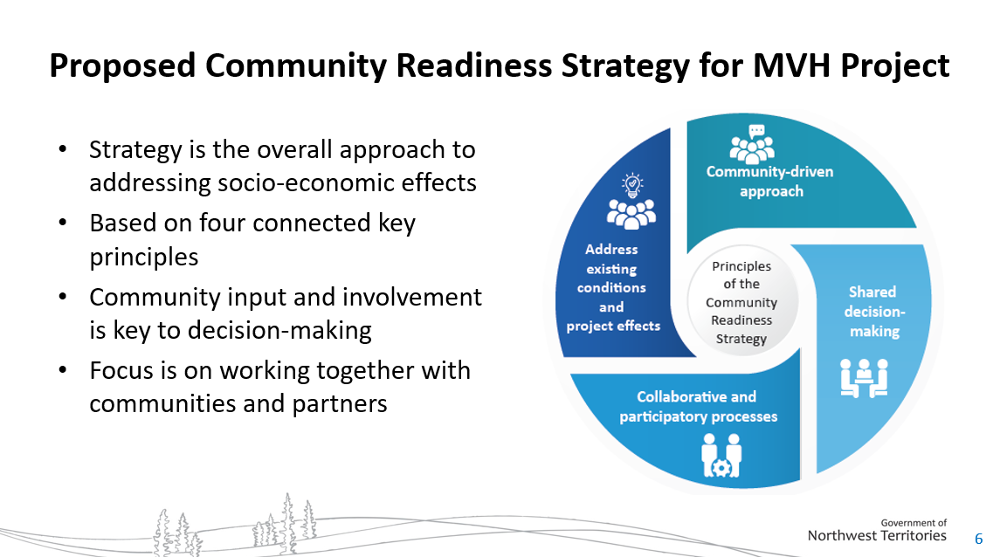 Proposed Community Readiness Strategy for MVH Project
• Strategy is the overall approach to
addressing socio-economic effects
• Based on four connected key
principles
• Community input and involvement
is key to decision-making
• Focus is on working together with
communities and partners
Community-driven
approach
Address
existing
conditions
and
project effects
Principles
of the
Community
Readiness
Strategy
Shared
decision-
making
Collaborative and
participatory processes
Government of
Northwest Territories
6